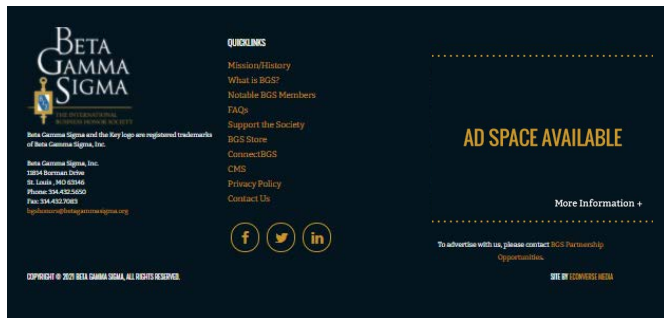 BETA
GAMMA
SIGMA
THE INTERNATIONAL
BUSINESS HONOR SOCIETY
Beta Gamma Sigma and the Key logo are registered trademarks
of Beta Gamma Sigma, Inc.
Beta Gamma Sigma, Inc.
11814 Borman Drive
St. Louis , MO 63146
Phone: 314.432.5650
Fax: 314.432.7083
bgshonors@betagammasigma.org
QUICKLINKS
Mission/History
What is BGS?
Notable BGS Members
FAQs
Support the Society
BGS Store
ConnectBGS
CMS
Privacy Policy
Contact Us
AD SPACE AVAILABLE
More Information +
To advertise with us, please contact BGS Partnership
Opportunities.
COPYRIGHT © 2021 BETA GAMMA SIGMA, ALL RIGHTS RESERVED.
SITE BY ECONVERSE MEDIA